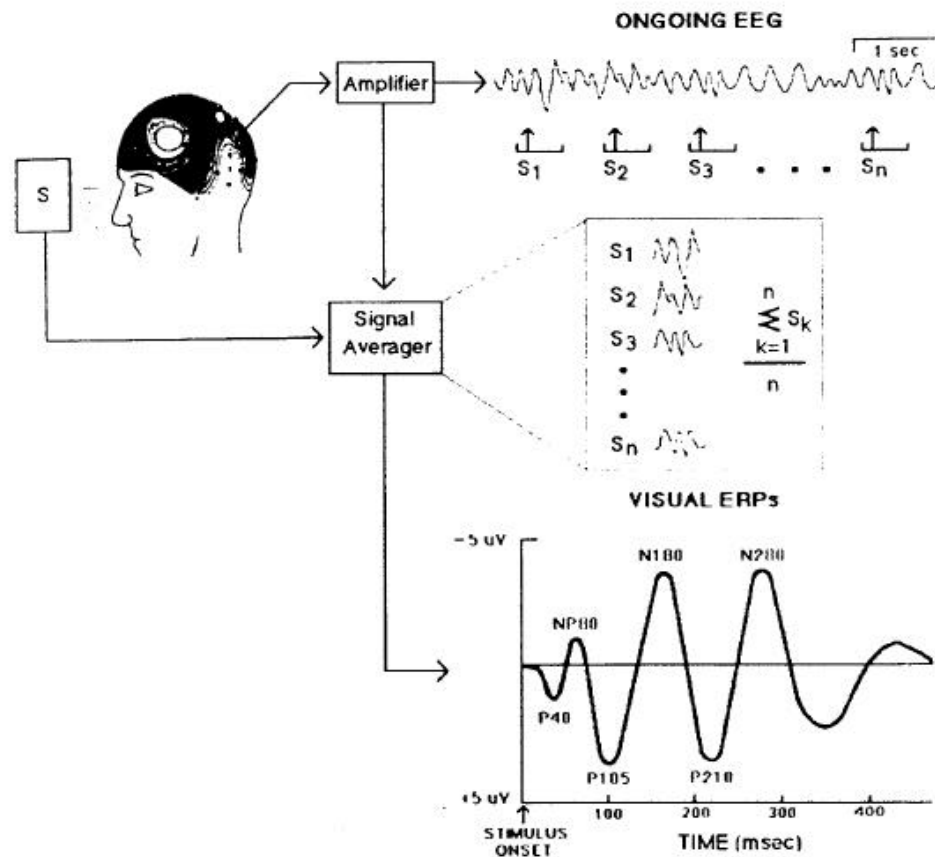 ONGOING EEG
1 sec
Amplifier
S1
S2
S3
. . .
Sn
S
Signal
Averager
S1
S2
S3
Sn
n
Σ Sk
k=1
n
VISUAL ERPs
-5 uV
N180
N280
NP80
P40
P105
P210
+5 uV
100
200
300
400
STIMULUS
ONSET
TIME (msec)